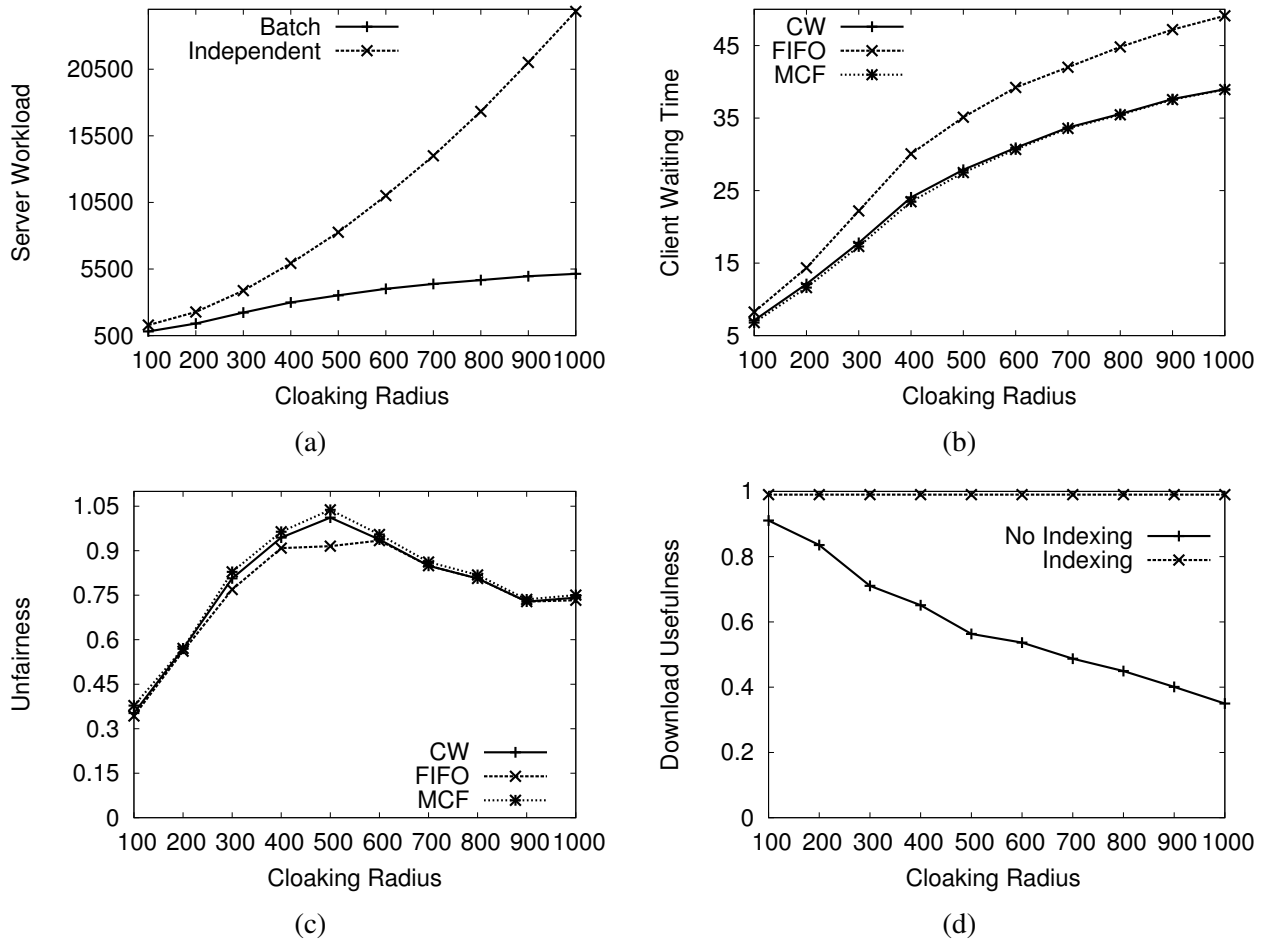 Batch
Independent
Server Workload
20500
15500
10500
5500
500
100 200 300 400 500 600 700 800 900 1000
Cloaking Radius
(a)
CW
FIFO
MCF
Client Waiting Time
45
35
25
15
5
100 200 300 400 500 600 700 800 900 1000
Cloaking Radius
(b)
Unfairness
1.05
0.9
0.75
0.6
0.45
0.3
0.15
0
CW
FIFO
MCF
100 200 300 400 500 600 700 800 900 1000
Cloaking Radius
(c)
Download Usefulness
1
0.8
0.6
0.4
0.2
0
No Indexing
Indexing
100 200 300 400 500 600 700 800 900 1000
Cloaking Radius
(d)